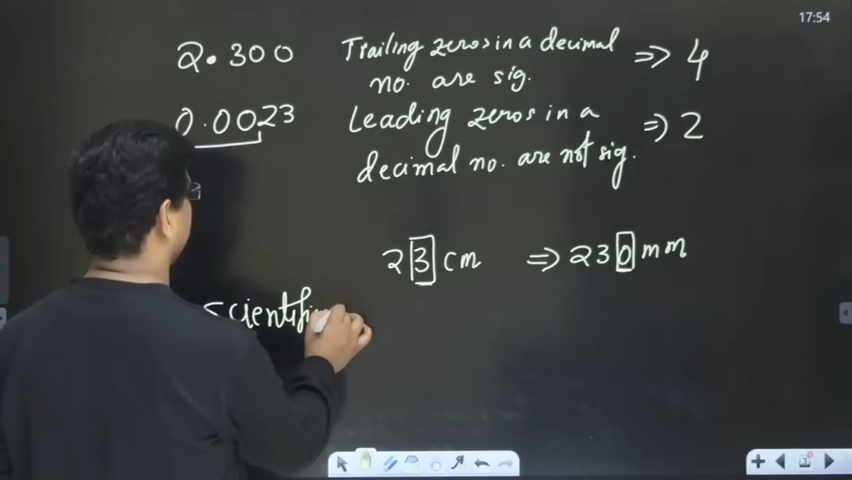 17:54
2.300 Trailing zeros in a decimal no. are sig. => 4
0.0023 Leading zeros in a decimal no. are not sig. => 2
23 cm => 230 mm
Scientifi